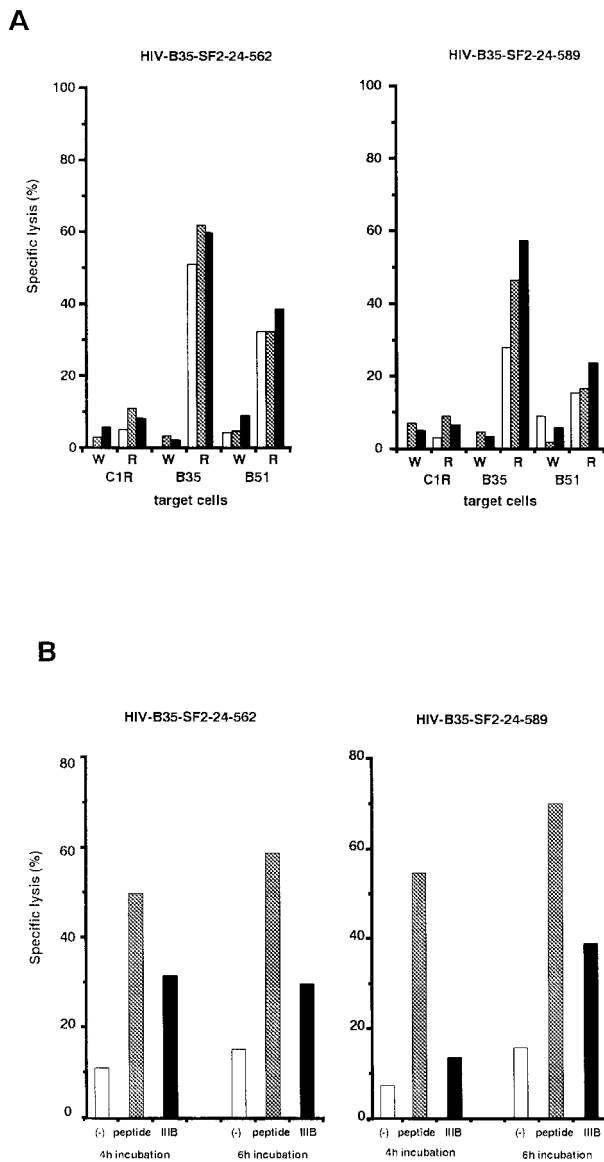 A
HIV-B35-SF2-24-562
HIV-B35-SF2-24-589
Specific lysis (%)
100
80
60
40
20
0
W R W R W R
C1R B35 B51
target cells
100
80
60
40
20
0
W R W R W R
C1R B35 B51
target cells
B
HIV-B35-SF2-24-562
HIV-B35-SF2-24-589
Specific lysis (%)
80
60
40
20
0
(-) peptide IIIB (-) peptide IIIB
4h incubation 6h incubation
80
60
40
20
0
(-) peptide IIIB (-) peptide IIIB
4h incubation 6h incubation